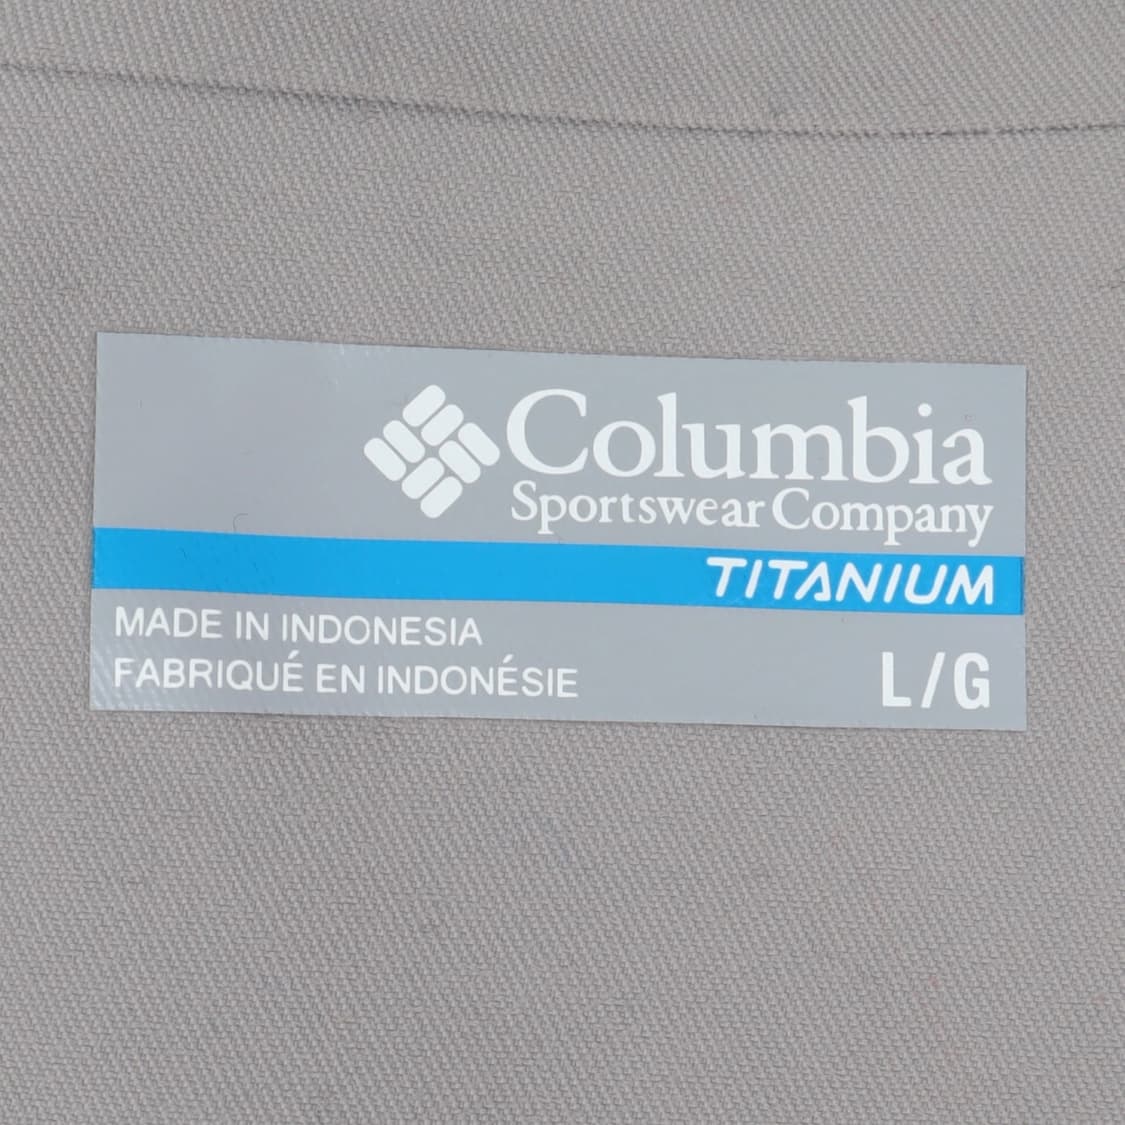 Columbia
Sportswear Company
TITANIUM
MADE IN INDONESIA
FABRIQUÉ EN INDONÉSIE
L/G